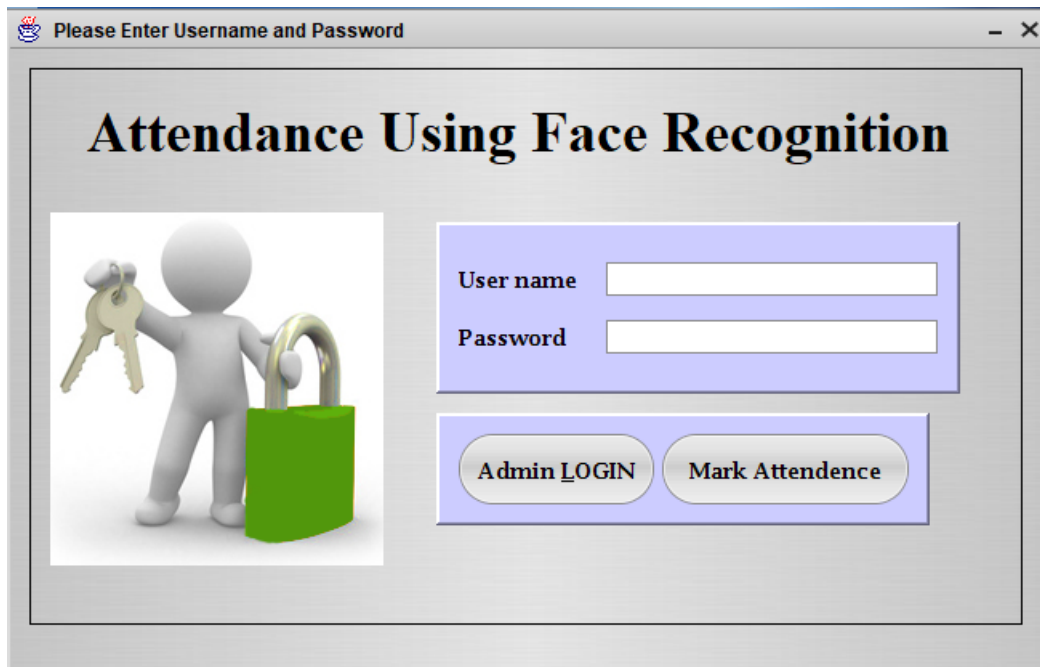 Please Enter Username and Password
Attendance Using Face Recognition
User name
Password
Admin LOGIN
Mark Attendence